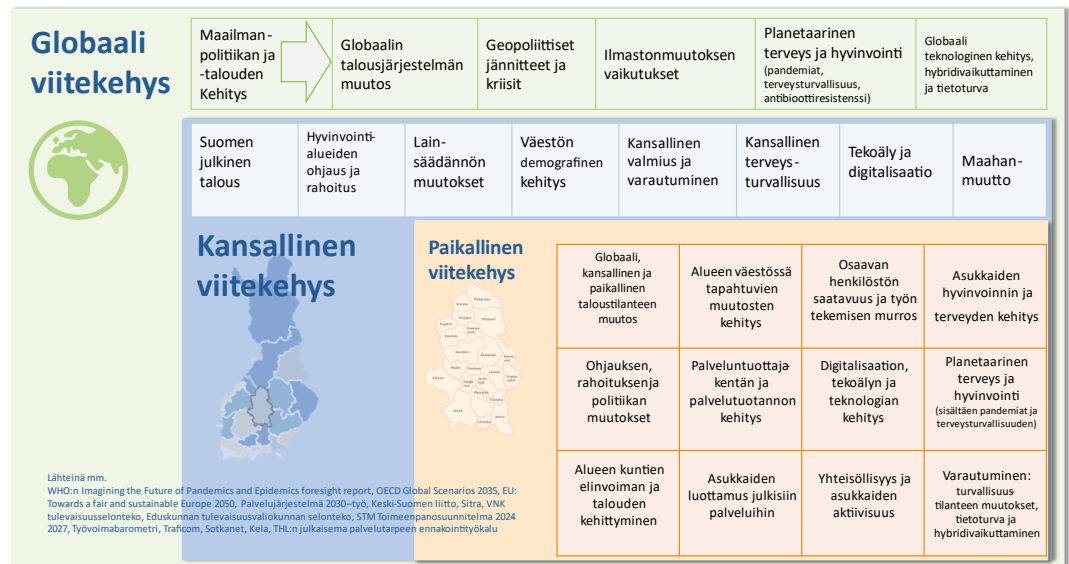 Globaali
viitekehys
Maailman-
politiikan ja
-talouden
Kehitys
Globaalin
talousjärjestelmän
muutos
Geopoliittiset
jännitteet ja
kriisit
Ilmastonmuutoksen
vaikutukset
Planetaarinen
terveys ja hyvinvointi
(pandemiat,
terveysturvallisuus,
antibioottiresistenssi)
Globaali
teknologinen kehitys,
hybridivaikuttaminen
ja tietoturva
Suomen
julkinen
talous
Hyvinvointi-
alueiden
ohjaus ja
rahoitus
Lain-
säädännön
muutokset
Väestön
demografinen
kehitys
Kansallinen
valmius ja
varautuminen
Kansallinen
terveys-
turvallisuus
Tekoäly ja
digitalisaatio
Maahan-
muutto
Kansallinen
viitekehys
Paikallinen
viitekehys
Globaali,
kansallinen ja
paikallinen
taloustilanteen
muutos
Alueen väestössä
tapahtuvien
muutosten
kehitys
Osaavan
henkilöstön
saatavuus ja työn
tekemisen murros
Asukkaiden
hyvinvoinnin ja
terveyden kehitys
Ohjauksen,
rahoituksenja
politiikan
muutokset
Palveluntuottaja-
kentän ja
palvelutuotannon
kehitys
Digitalisaation,
tekoälyn ja
teknologian
kehitys
Planetaarinen
terveys ja
hyvinvointi
(sisältäen pandemiat ja
terveysturvallisuuden)
Alueen kuntien
elinvoiman ja
talouden
kehittyminen
Asukkaiden
luottamus julkisiin
palveluihin
Yhteisöllisyys ja
asukkaiden
aktiivisuus
Varautuminen:
turvallisuus-
tilanteen muutokset,
tietoturva ja
hybridivaikuttaminen
Lähteinä mm.
WHO:n Imagining the Future of Pandemics and Epidemics foresight report, OECD Global Scenarios 2035, EU:
Towards a fair and sustainable Europe 2050, Palvelujärjestelmä 2030–työ, Keski-Suomen liitto, Sitra, VNK
tulevaisuusselonteko, Eduskunnan tulevaisuusvaliokunnan selonteko, STM Toimeenpanosuunnitelma 2024
2027, Työvoimabarometri, Traficom, Sotkanet, Kela, THL:n julkaisema palvelutarpeen ennakointityökalu